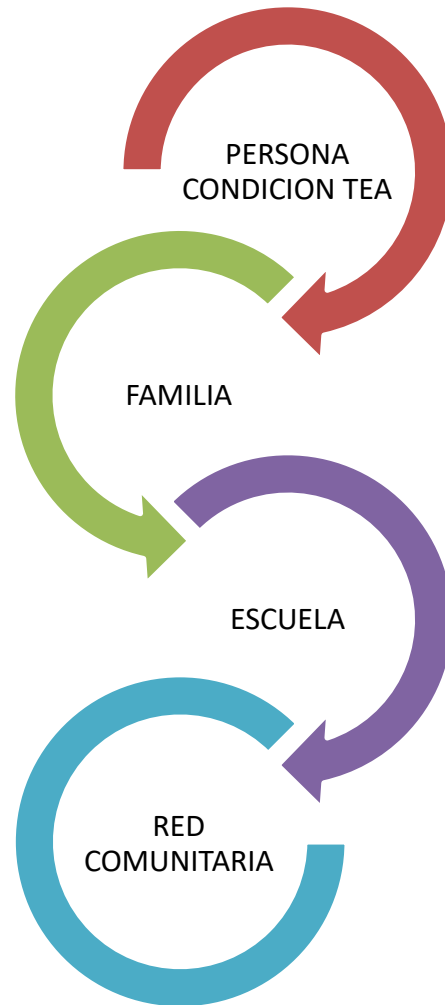 PERSONA
CONDICION TEA
FAMILIA
ESCUELA
RED
COMUNITARIA